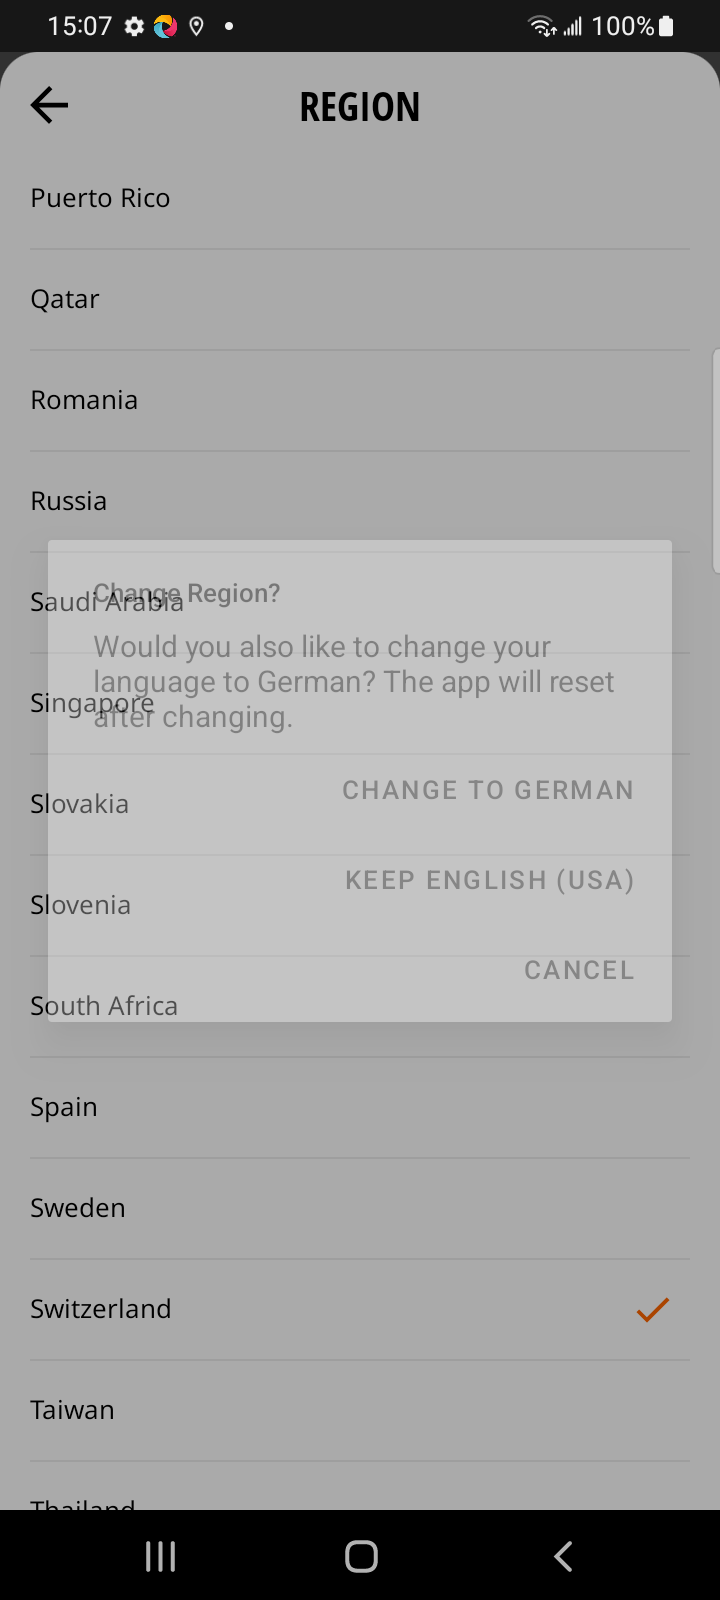 15:07
100%
REGION
Puerto Rico
Qatar
Romania
Russia
Saudi Arabia
Change Region?
Would you also like to change your
language to German? The app will reset
after changing.
Singapore
Slovakia
CHANGE TO GERMAN
KEEP ENGLISH (USA)
Slovenia
CANCEL
South Africa
Spain
Sweden
Switzerland
Taiwan
Thailand